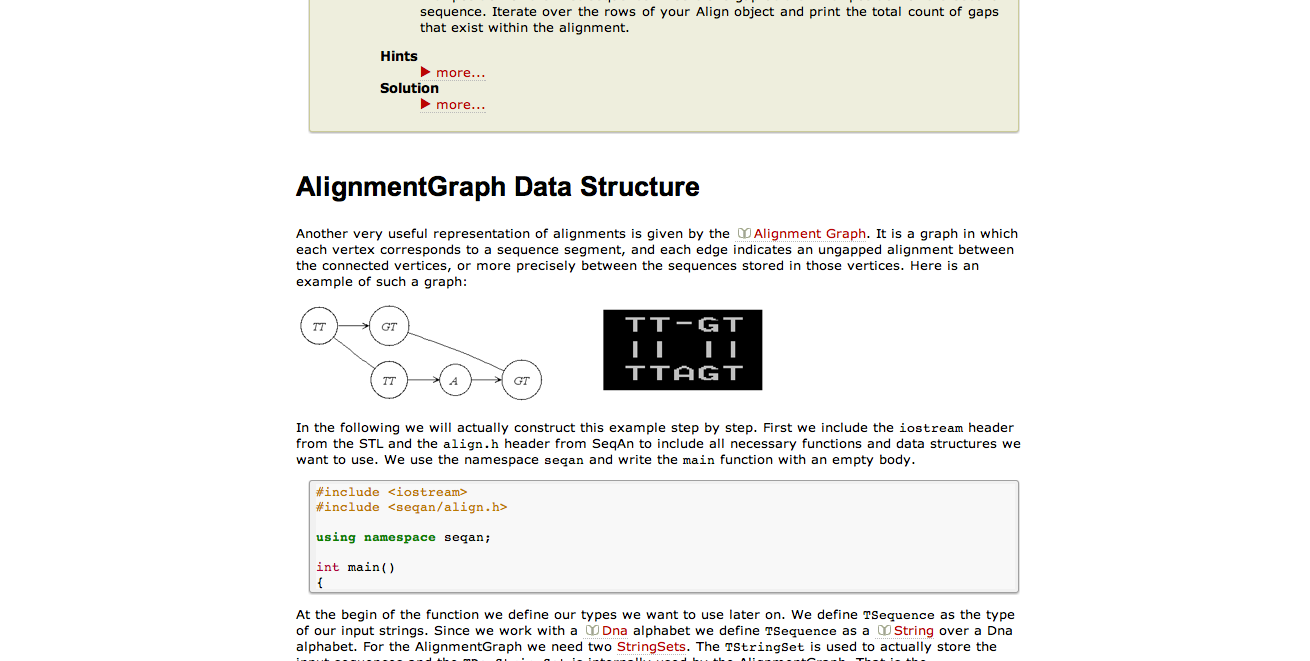 sequence. Iterate over the rows of your Align object and print the total count of gaps
that exist within the alignment.
Hints
more...
Solution
more...
AlignmentGraph Data Structure
Another very useful representation of alignments is given by the Alignment Graph. It is a graph in which
each vertex corresponds to a sequence segment, and each edge indicates an ungapped alignment between
the connected vertices, or more precisely between the sequences stored in those vertices. Here is an
example of such a graph:
TT GT
TT A GT
TT-GT
|| ||
TTAGT
In the following we will actually construct this example step by step. First we include the iostream header
from the STL and the align.h header from SeqAn to include all necessary functions and data structures we
want to use. We use the namespace seqan and write the main function with an empty body.
#include <iostream>
#include <seqan/align.h>
using namespace seqan;
int main()
{
At the begin of the function we define our types we want to use later on. We define TSequence as the type
of our input strings. Since we work with a Dna alphabet we define TSequence as a String over a Dna
alphabet. For the AlignmentGraph we need two StringSets. The TStringSet is used to actually store the